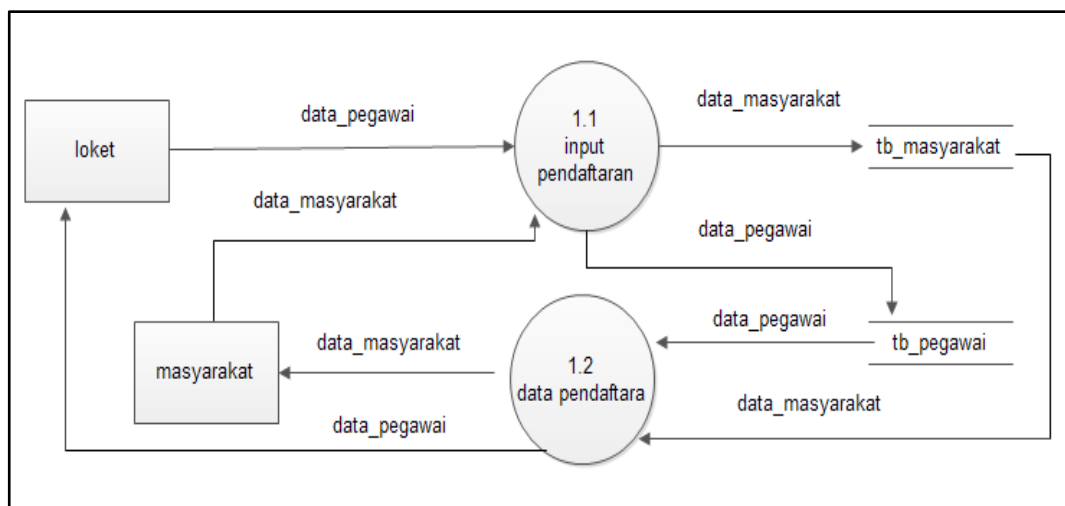 data_masyarakat
1.1
input
pendaftaran
data_pegawai
loket
tb_masyarakat
data_masyarakat
data_pegawai
data_pegawai
tb_pegawai
data_masyarakat
1.2
data pendaftara
masyarakat
data_masyarakat
data_pegawai